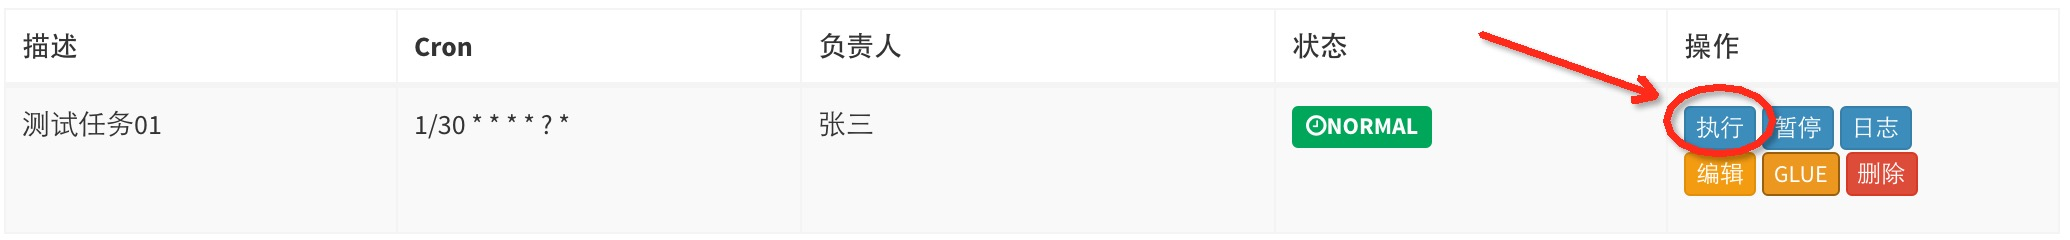 描述 Cron 负责人 状态 操作
测试任务01 1/30 * * * * ? * 张三 NORMAL 执行 暂停 日志
编辑 GLUE 删除